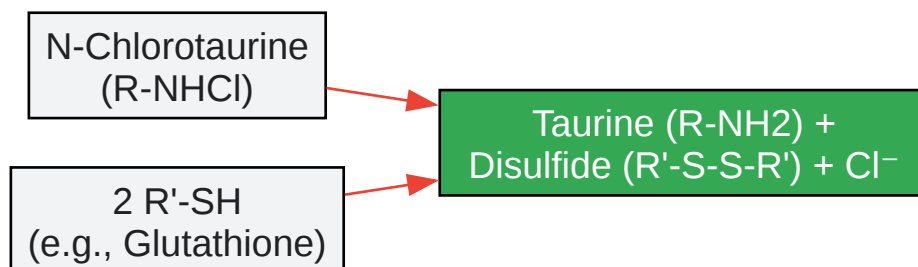 N-Chlorotaurine
(R-NHCl)
Taurine (R-NH2) +
Disulfide (R'-S-S-R') + Cl⁻
2 R'-SH
(e.g., Glutathione)